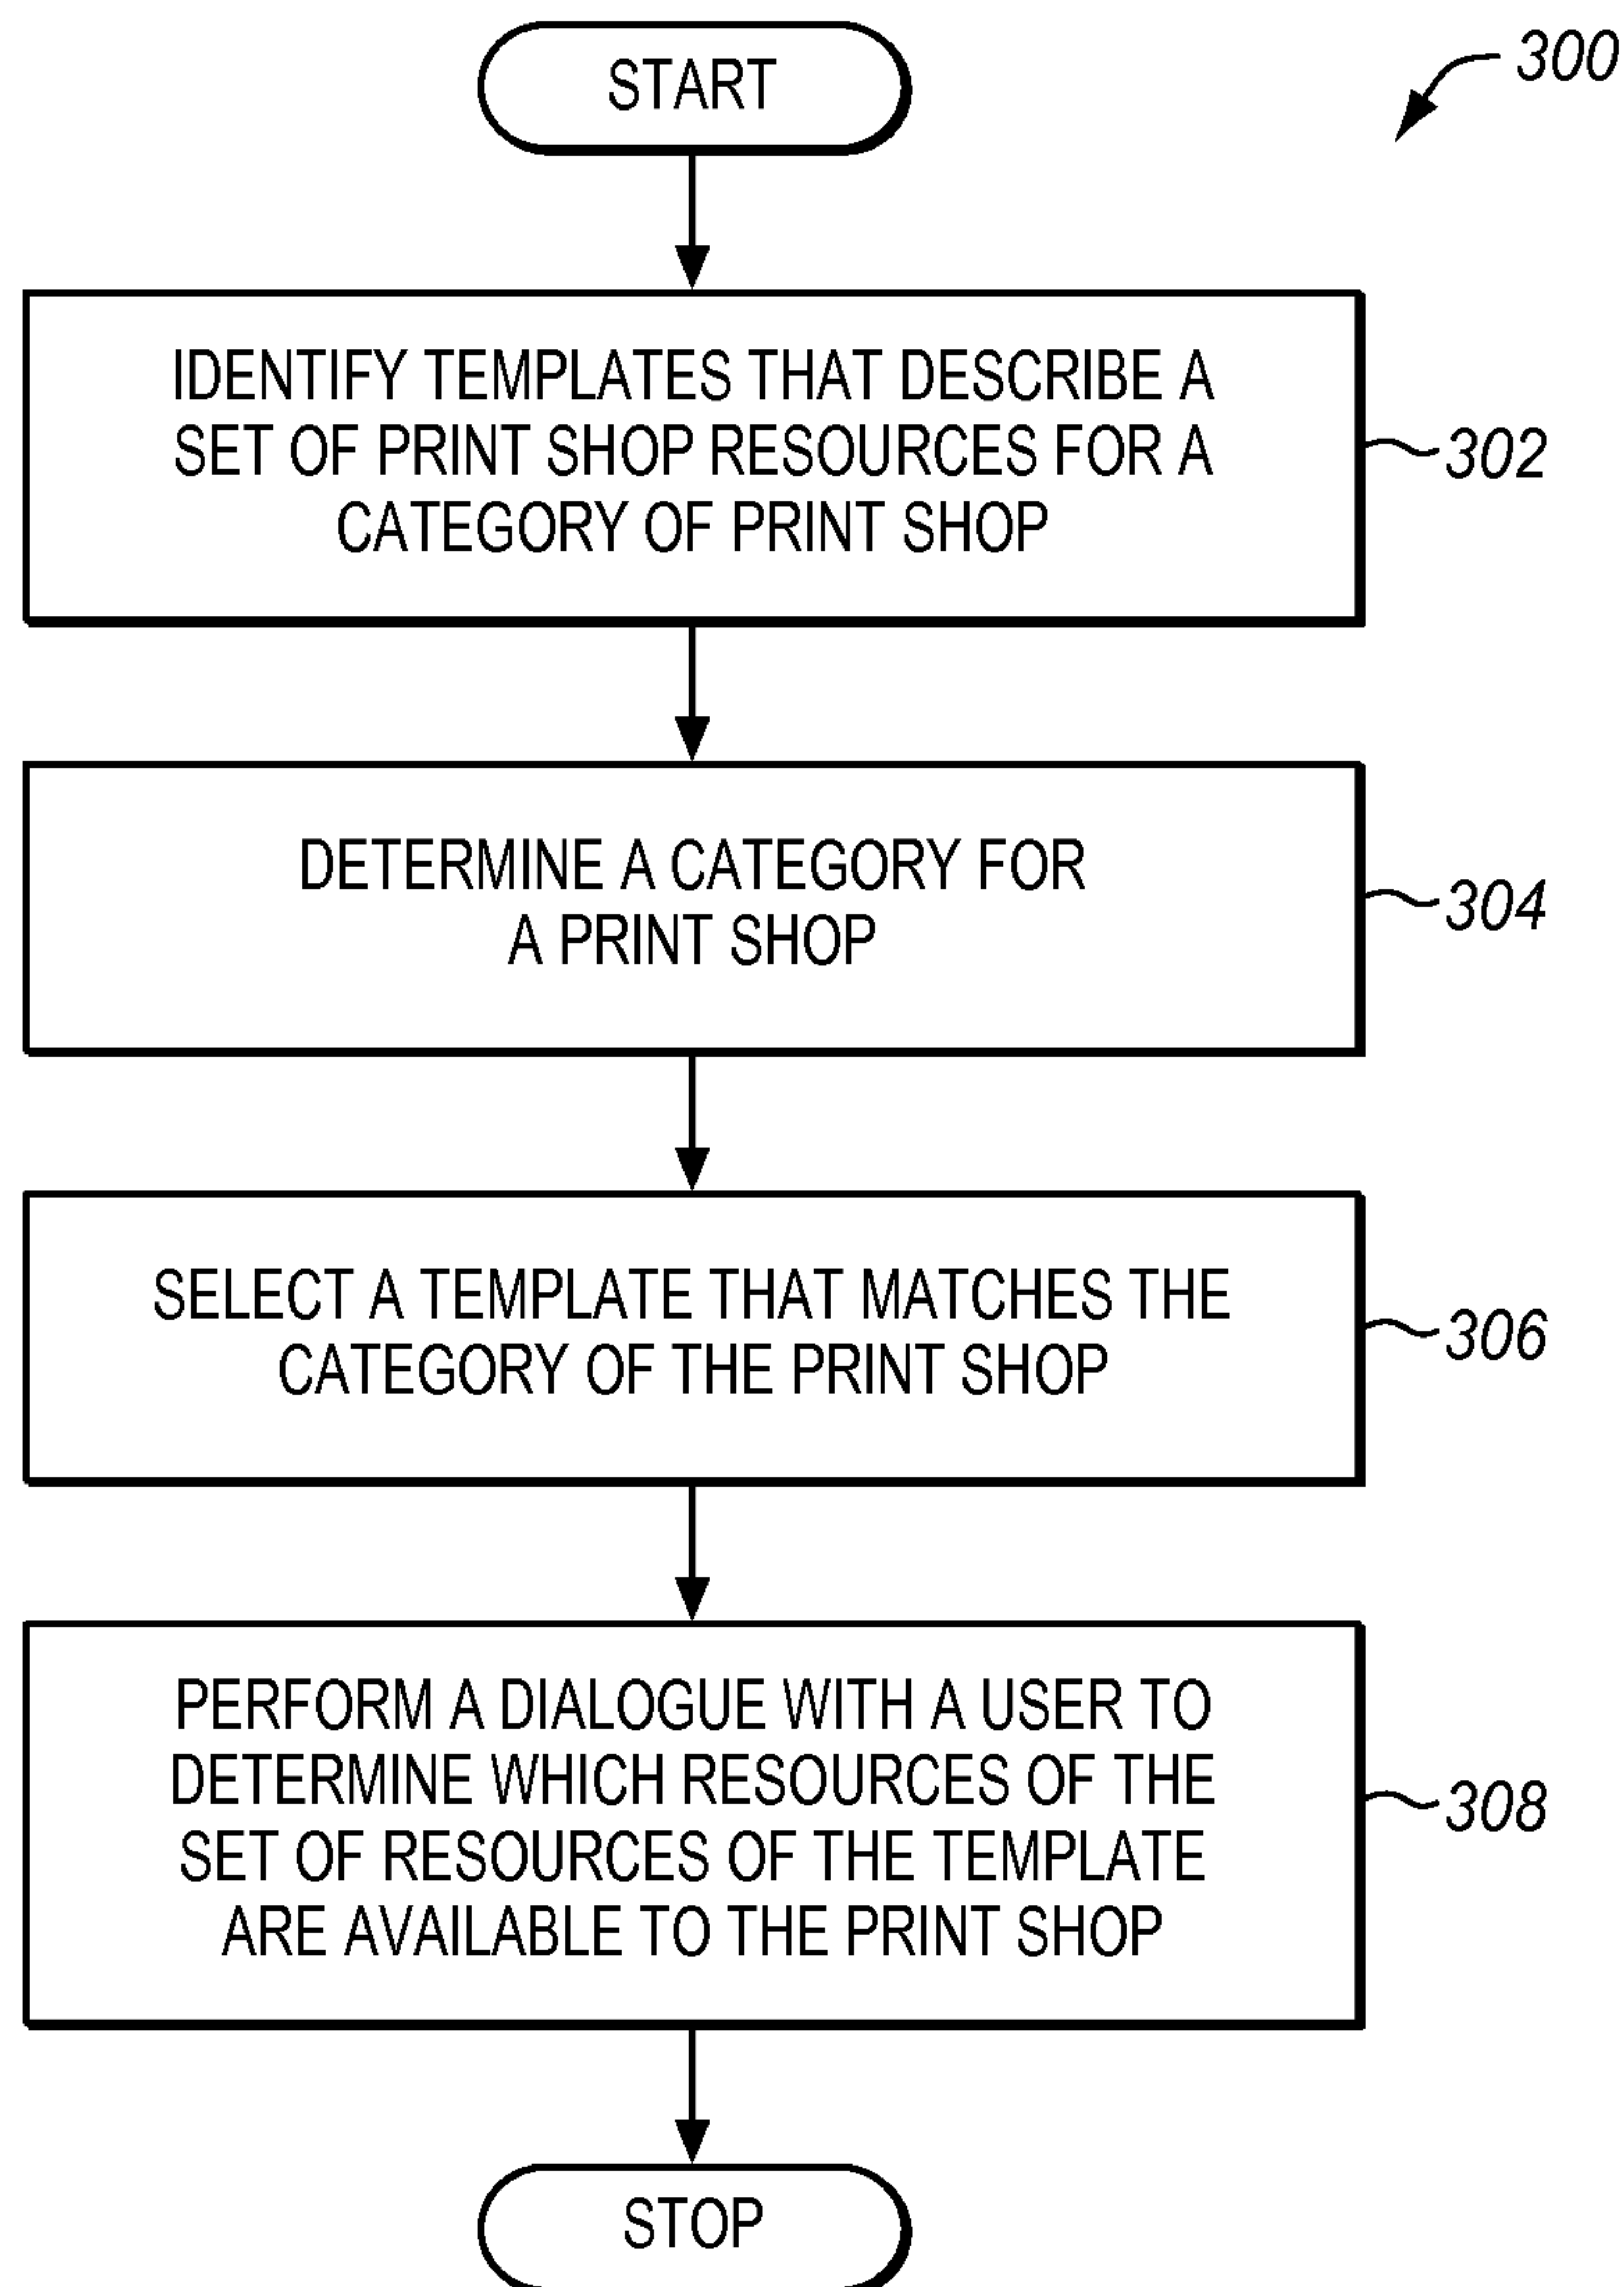 START
300
IDENTIFY TEMPLATES THAT DESCRIBE A
SET OF PRINT SHOP RESOURCES FOR A
CATEGORY OF PRINT SHOP
302
DETERMINE A CATEGORY FOR
A PRINT SHOP
304
SELECT A TEMPLATE THAT MATCHES THE
CATEGORY OF THE PRINT SHOP
306
PERFORM A DIALOGUE WITH A USER TO
DETERMINE WHICH RESOURCES OF THE
SET OF RESOURCES OF THE TEMPLATE
ARE AVAILABLE TO THE PRINT SHOP
308
STOP